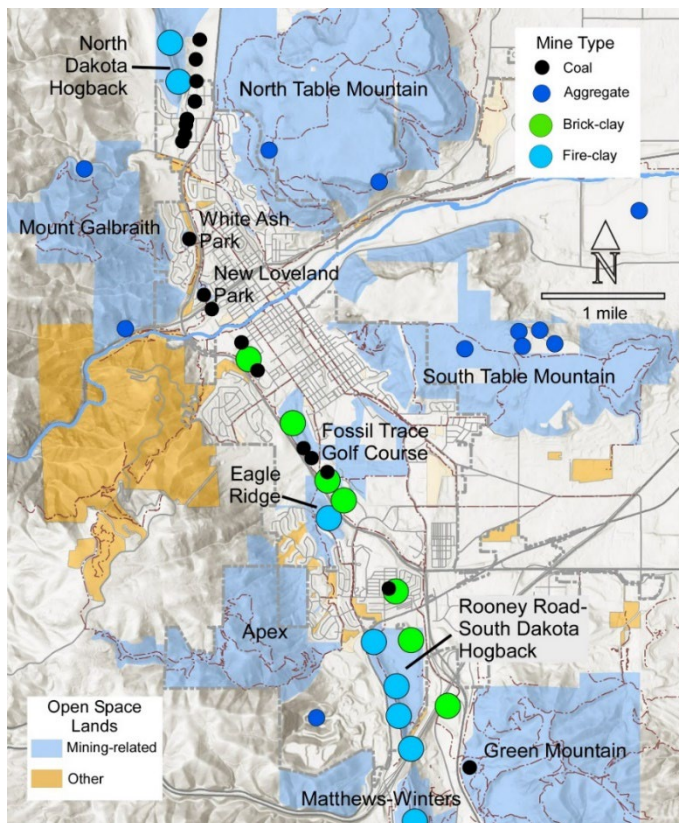 North
Dakota
Hogback
North Table Mountain
Mine Type
Coal
Aggregate
Brick-clay
Fire-clay
Mount Galbraith
White Ash
Park
New Loveland
Park
N
1 mile
South Table Mountain
Fossil Trace
Golf Course
Eagle
Ridge
Apex
Rooney Road-
South Dakota
Hogback
Open Space
Lands
Mining-related
Other
Green Mountain
Matthews-Winters